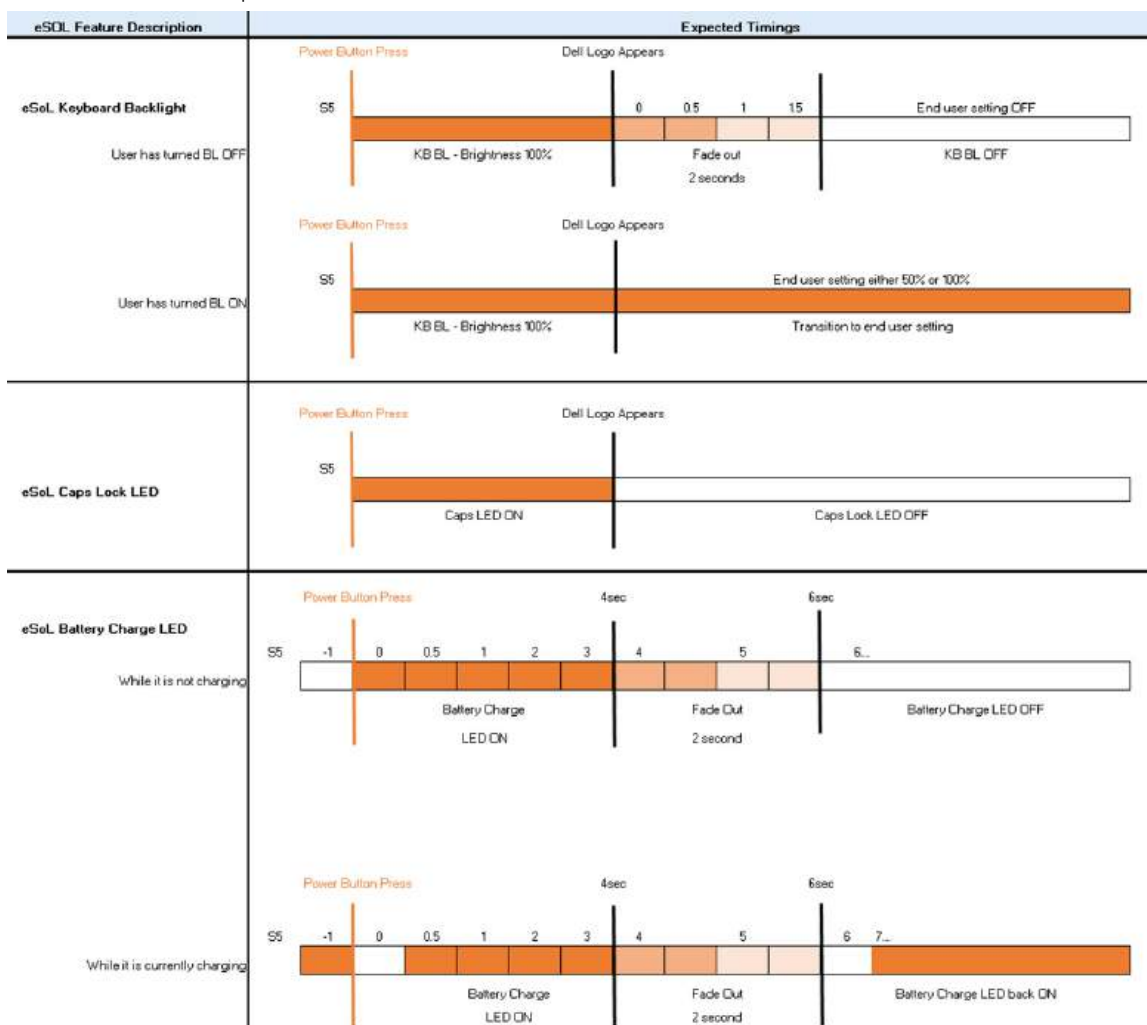 eSOL Feature Description Expected Timings
Power Button Press Dell Logo Appears
eSoL Keyboard Backlight S5 0 0.5 1 1.5 End user setting OFF
User has turned BL OFF KB BL - Brightness 100% Fade out KB BL OFF
2 seconds
Power Button Press Dell Logo Appears
S5 End user setting either 50% or 100%
User has turned BL ON
KB BL - Brightness 100% Transition to end user setting
Power Button Press Dell Logo Appears
S5
eSoL Caps Lock LED
Caps LED ON Caps Lock LED OFF
Power Button Press 4sec 6sec
eSoL Battery Charge LED
S5 -1 0 0.5 1 2 3 4 5 6...
While it is not charging
Battery Charge Fade Out Battery Charge LED OFF
LED ON 2 second
Power Button Press 4sec 6sec
S5 -1 0 0.5 1 2 3 4 5 6 7...
While it is currently charging
Battery Charge Fade Out Battery Charge LED back ON
LED ON 2 second